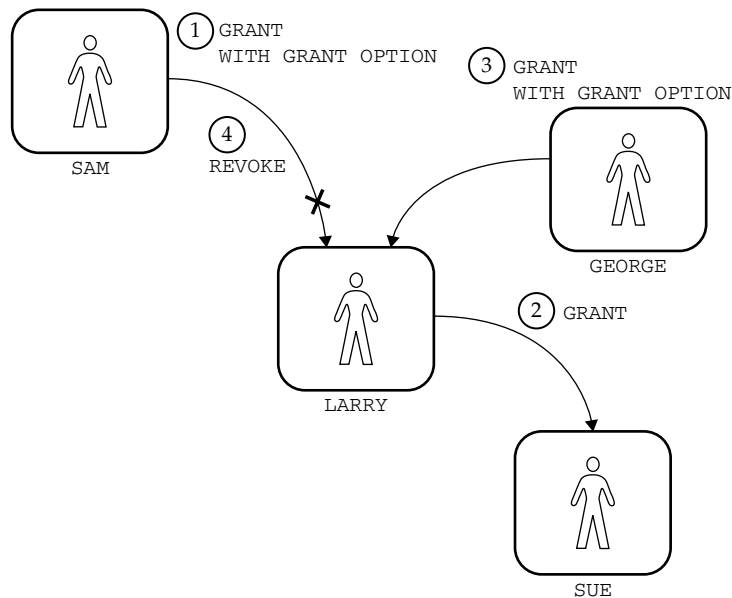 1 GRANT
WITH GRANT OPTION
3 GRANT
WITH GRANT OPTION
4
REVOKE
SAM
GEORGE
2 GRANT
LARRY
SUE